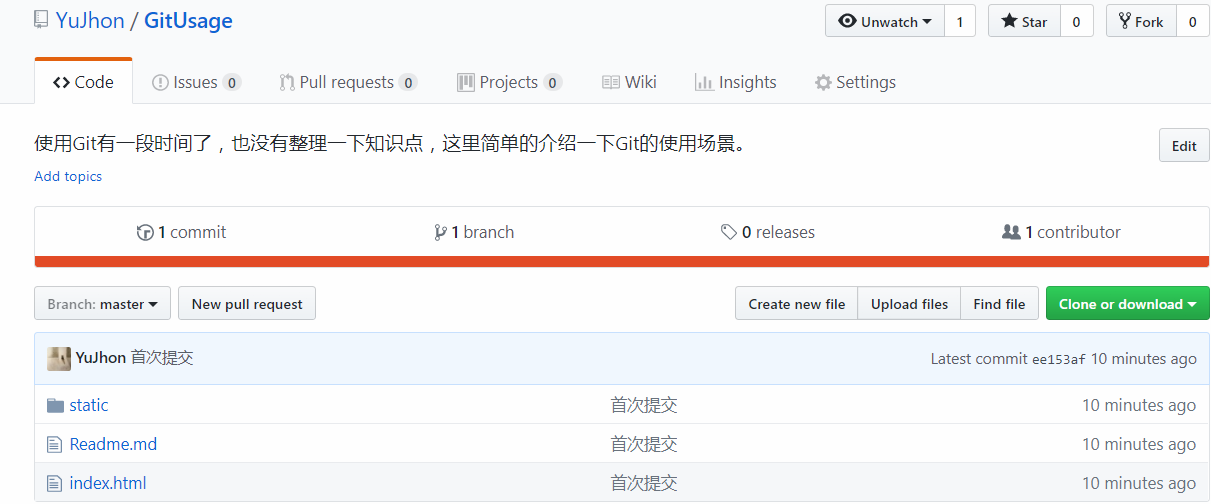 YuJhon / GitUsage
Unwatch 1 Star 0 Fork 0
Code Issues 0 Pull requests 0 Projects 0 Wiki Insights Settings
使用Git有一段时间了，也没有整理一下知识点，这里简单的介绍一下Git的使用场景。 Edit
Add topics
1 commit 1 branch 0 releases 1 contributor
Branch: master New pull request Create new file Upload files Find file Clone or download
YuJhon 首次提交 Latest commit ee153af 10 minutes ago
static 首次提交 10 minutes ago
Readme.md 首次提交 10 minutes ago
index.html 首次提交 10 minutes ago